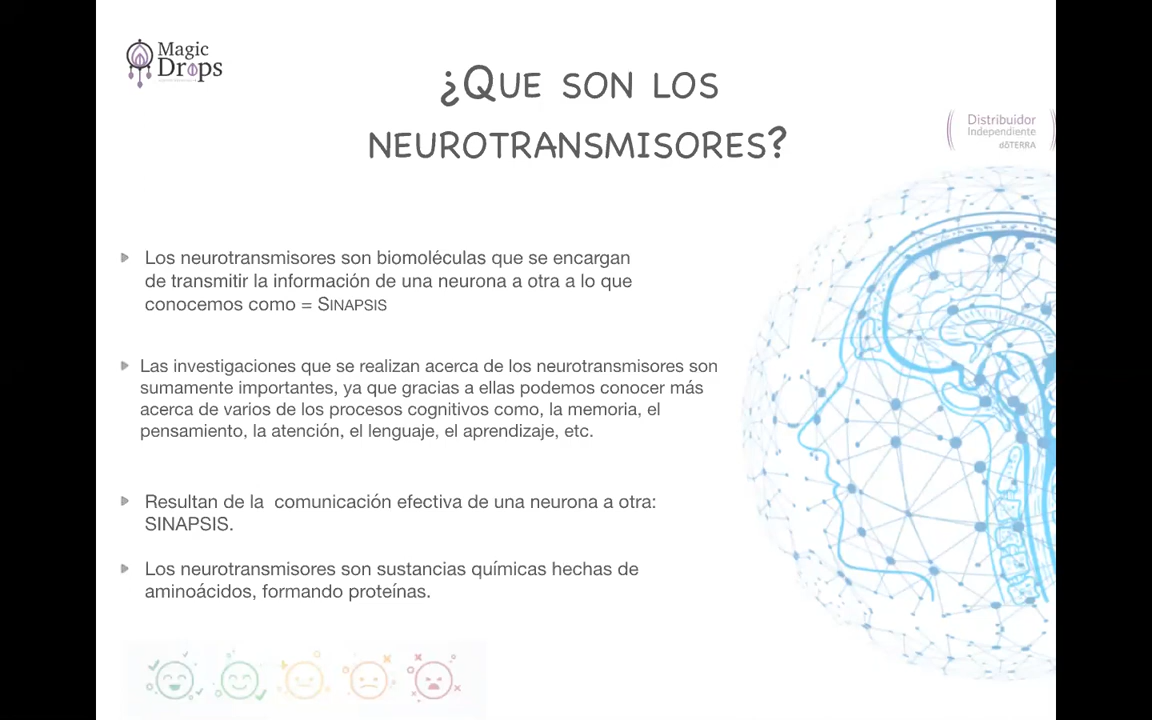 Magic
Drops
¿QUE SON LOS
NEUROTRANSMISORES?
Distribuidor
Independiente
dōTERRA
Los neurotransmisores son biomoléculas que se encargan
de transmitir la información de una neurona a otra a lo que
conocemos como = SINAPSIS
Las investigaciones que se realizan acerca de los neurotransmisores son
sumamente importantes, ya que gracias a ellas podemos conocer más
acerca de varios de los procesos cognitivos como, la memoria, el
pensamiento, la atención, el lenguaje, el aprendizaje, etc.
Resultan de la  comunicación efectiva de una neurona a otra:
SINAPSIS.
Los neurotransmisores son sustancias químicas hechas de
aminoácidos, formando proteínas.